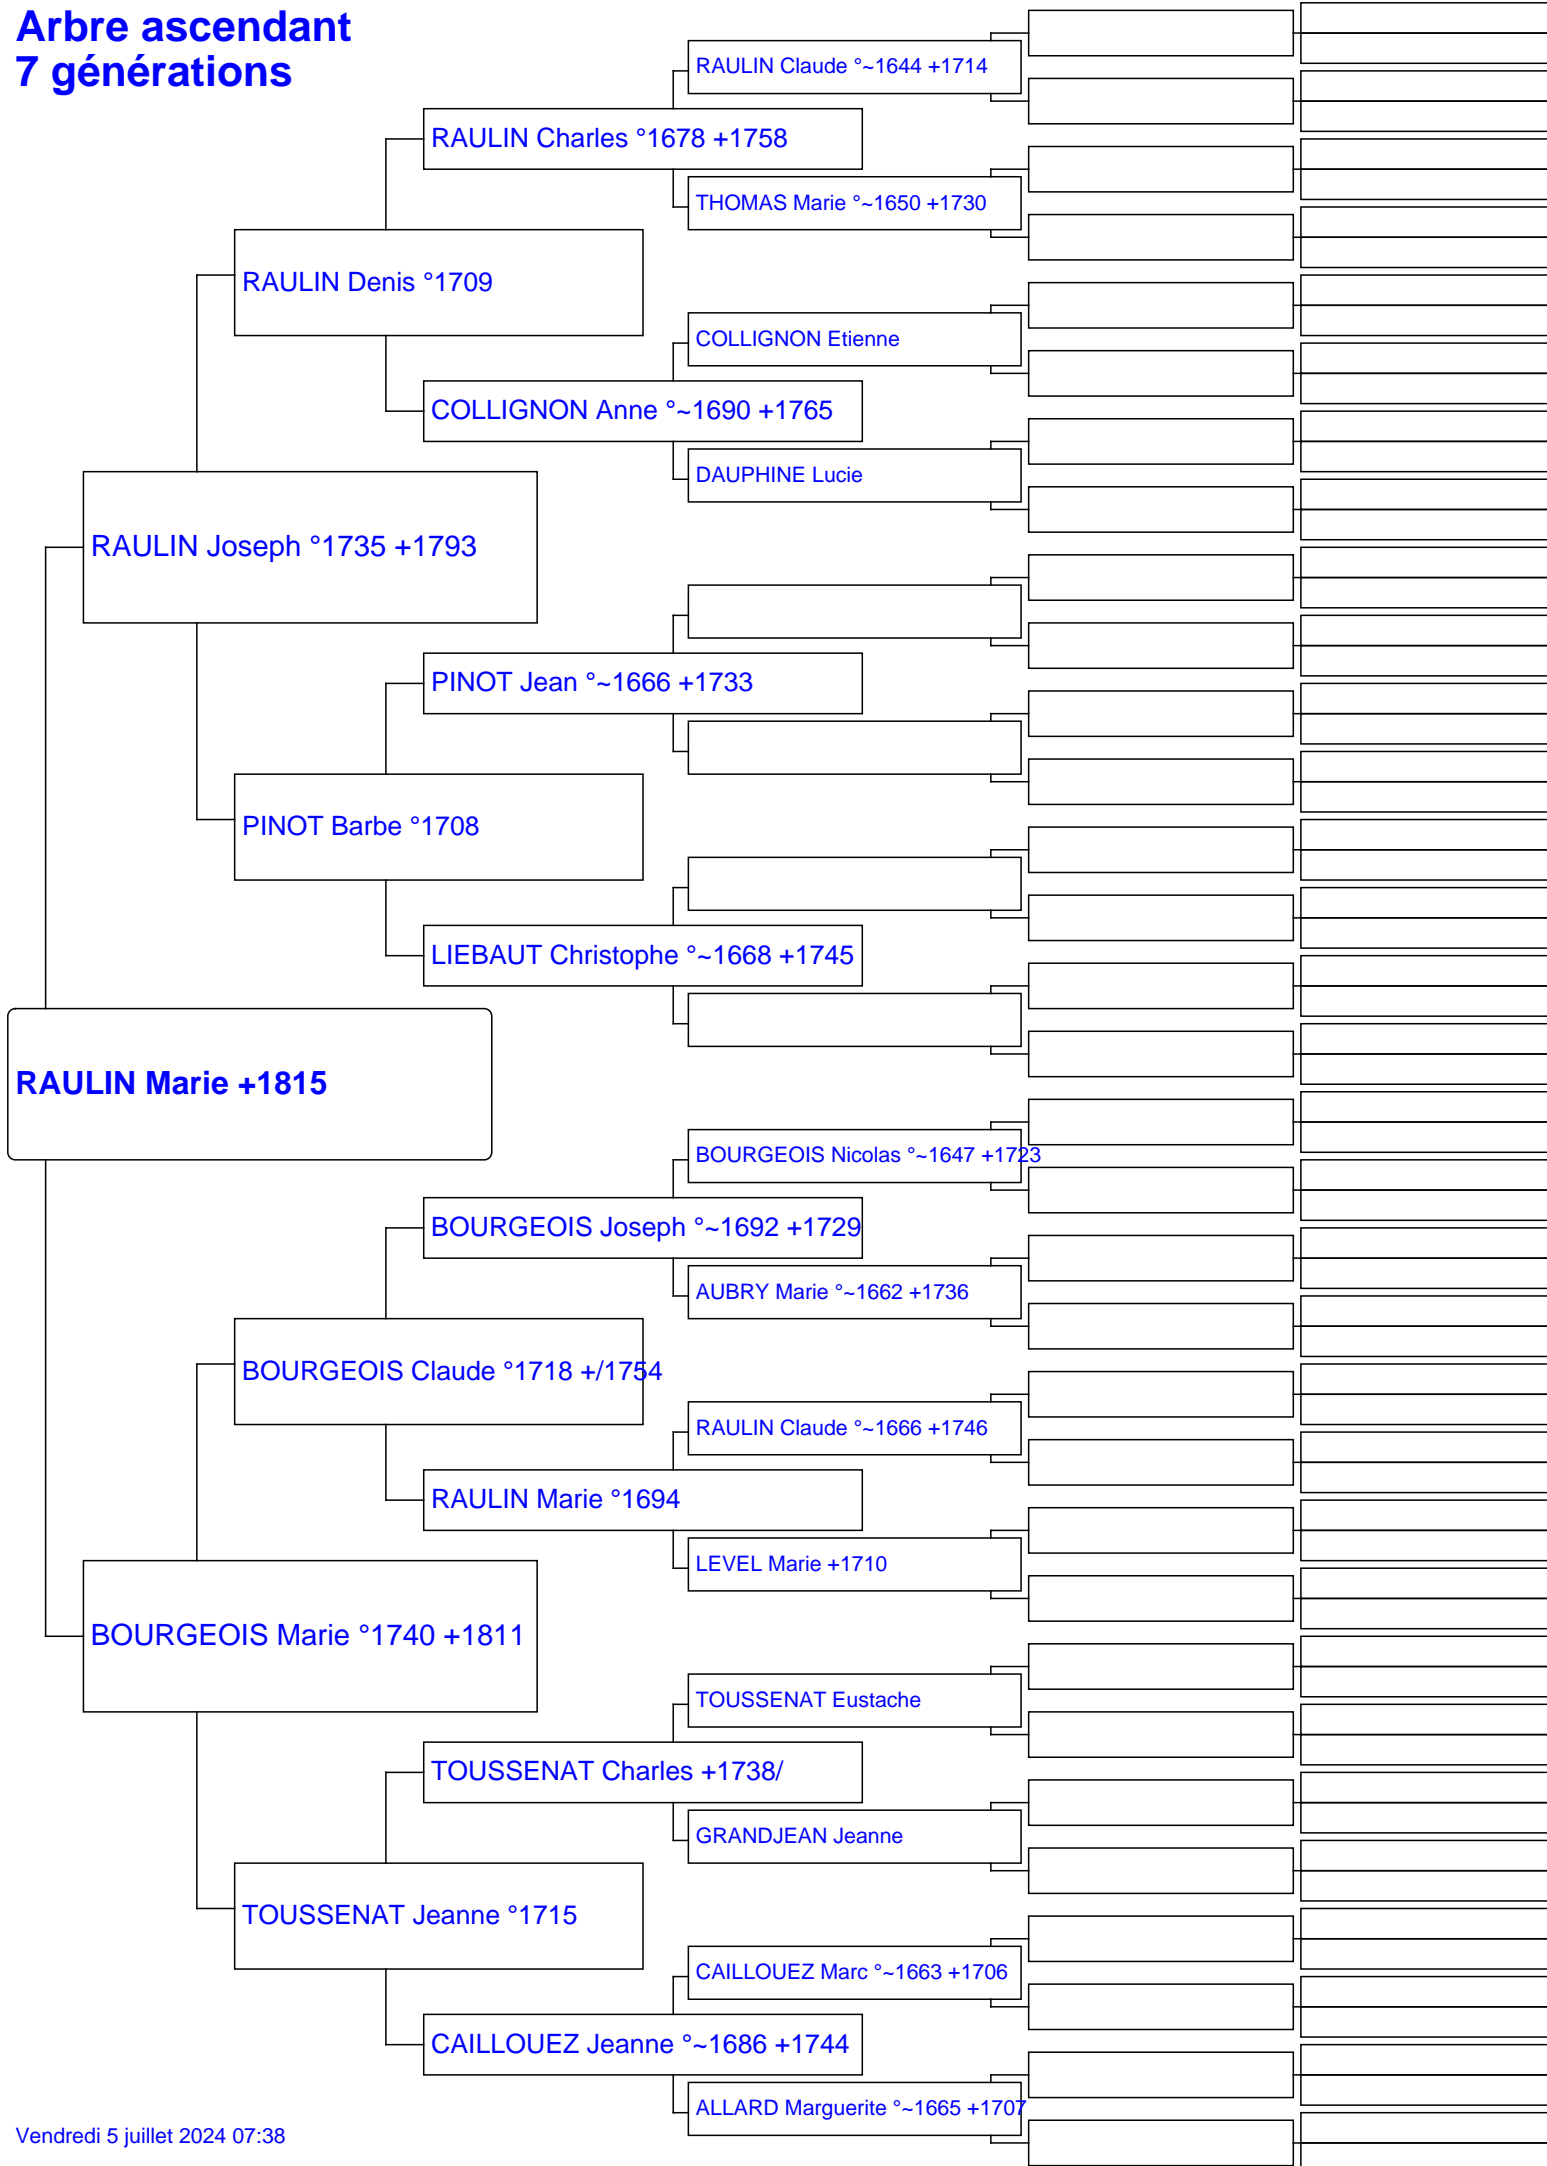 Arbre ascendant
7 générations
RAULIN Claude °~1644 +1714
RAULIN Charles °1678 +1758
THOMAS Marie °~1650 +1730
RAULIN Denis °1709
COLLIGNON Etienne
COLLIGNON Anne °~1690 +1765
DAUPHINE Lucie
RAULIN Joseph °1735 +1793
PINOT Jean °~1666 +1733
PINOT Barbe °1708
LIEBAUT Christophe °~1668 +1745
RAULIN Marie +1815
BOURGEOIS Nicolas °~1647 +1723
BOURGEOIS Joseph °~1692 +1729
AUBRY Marie °~1662 +1736
BOURGEOIS Claude °1718 +/1754
RAULIN Claude °~1666 +1746
RAULIN Marie °1694
LEVEL Marie +1710
BOURGEOIS Marie °1740 +1811
TOUSSENAT Eustache
TOUSSENAT Charles +1738/
GRANDJEAN Jeanne
TOUSSENAT Jeanne °1715
CAILLOUEZ Marc °~1663 +1706
CAILLOUEZ Jeanne °~1686 +1744
ALLARD Marguerite °~1665 +1707
Vendredi 5 juillet 2024 07:38